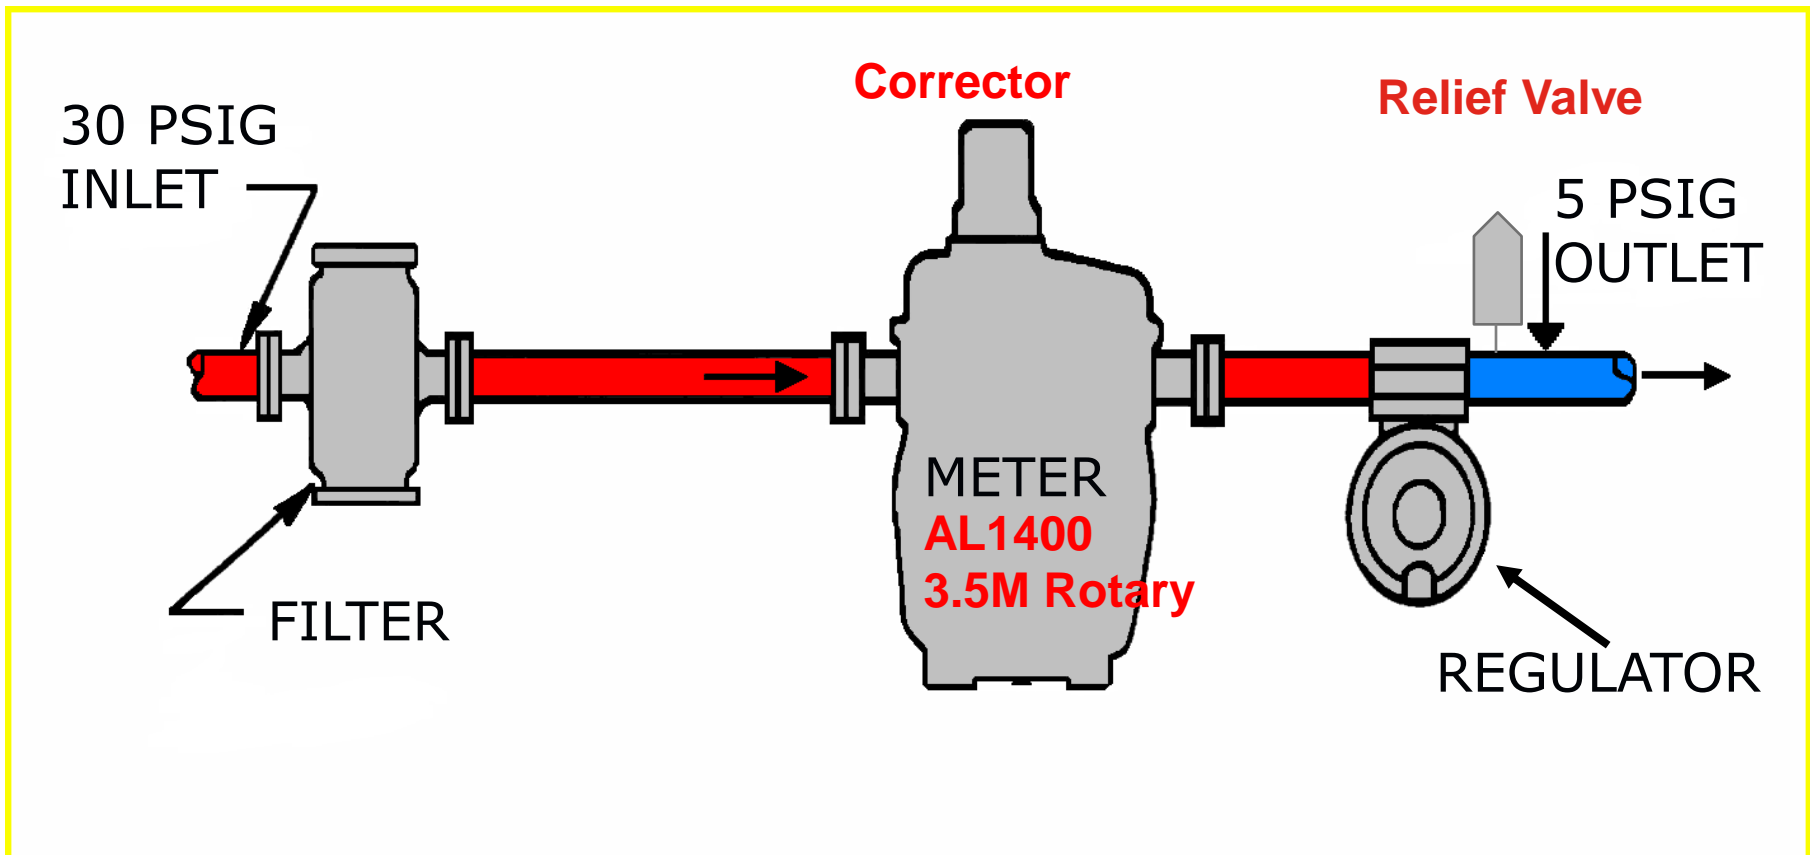 Corrector
Relief Valve
30 PSIG
INLET
5 PSIG
OUTLET
METER
AL1400
3.5M Rotary
FILTER
REGULATOR